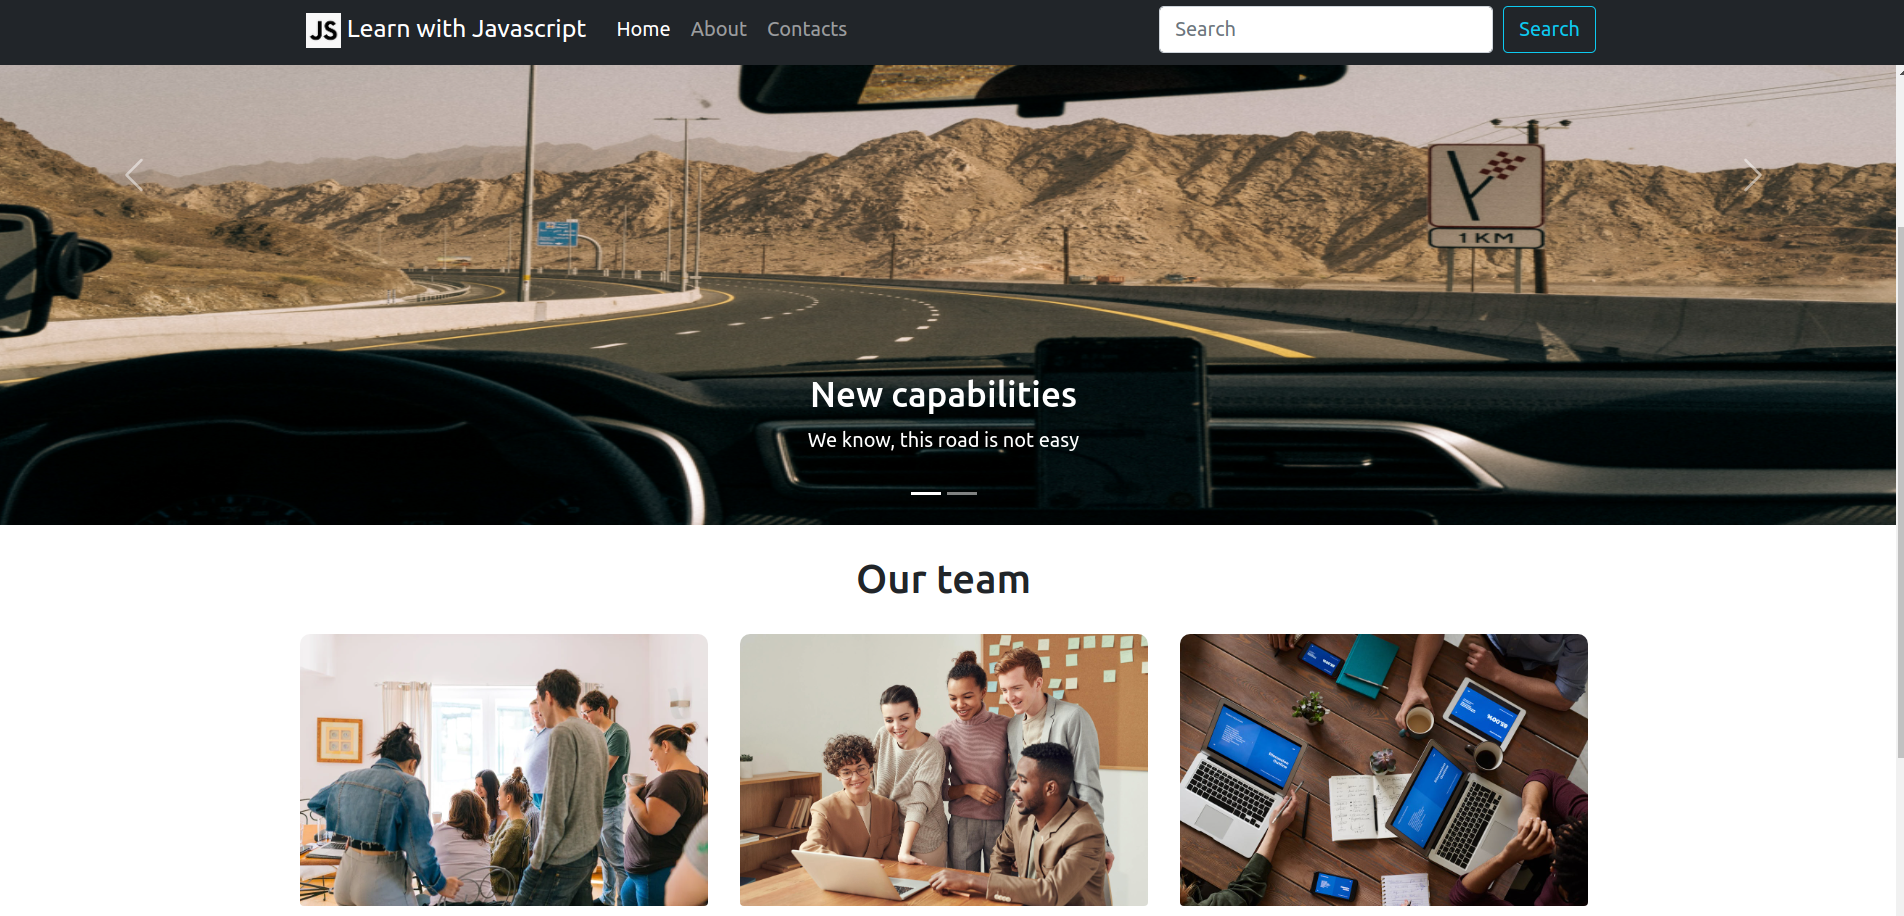 JS Learn with Javascript Home About Contacts Search Search
1 KM
New capabilities
We know, this road is not easy
Our team